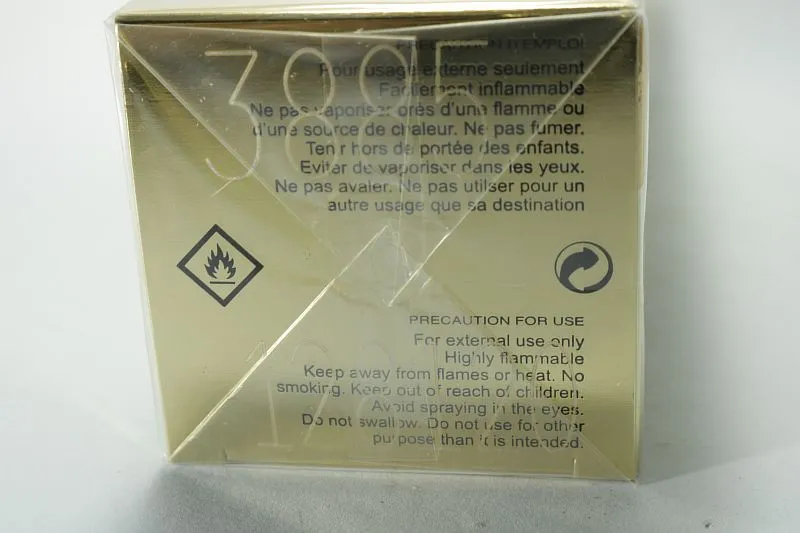 3895
PRECAUTION D'EMPLOI
Pour usage externe seulement
Facilement inflammable
Ne pas vaporiser près d'une flamme ou
d'une source de chaleur. Ne pas fumer.
Tenir hors de portée des enfants.
Eviter de vaporiser dans les yeux.
Ne pas avaler. Ne pas utiliser pour un
autre usage que sa destination
PRECAUTION FOR USE
For external use only
Highly flammable
Keep away from flames or heat. No
smoking. Keep out of reach of children.
Avoid spraying in the eyes.
Do not swallow. Do not use for other
purpose than it is intended.